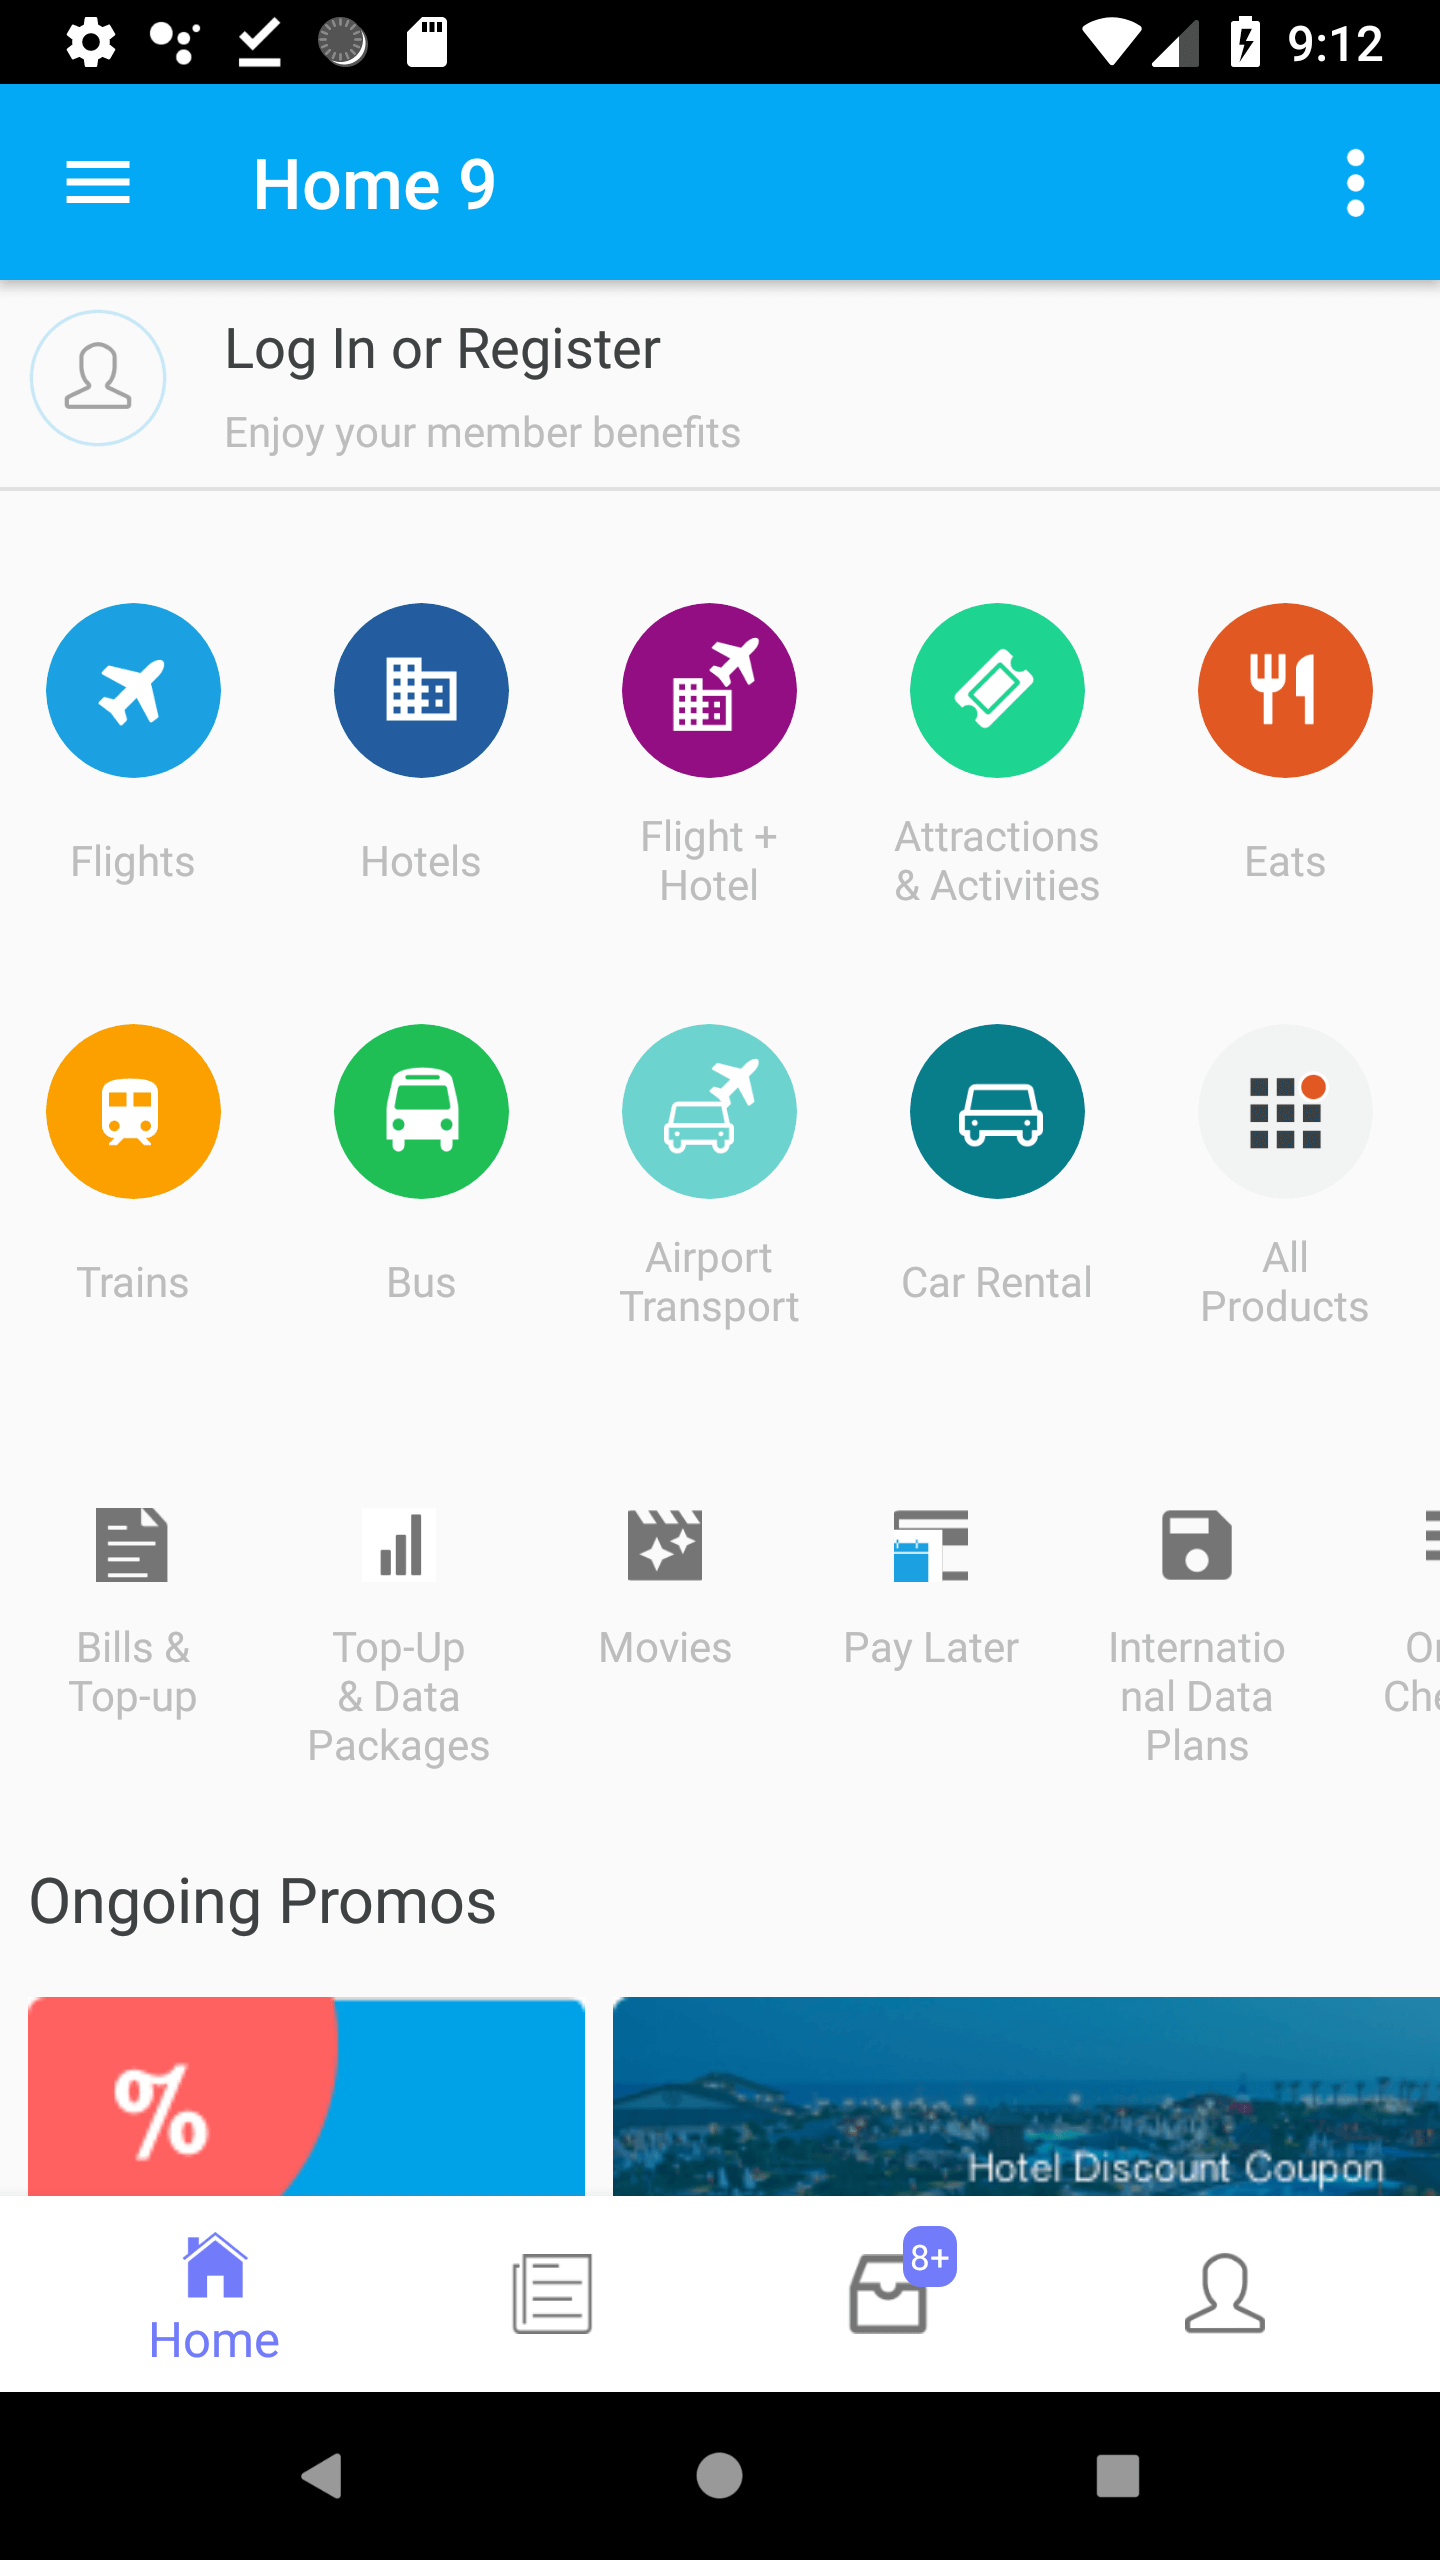 9:12
Home 9
Log In or Register
Enjoy your member benefits
Flights
Hotels
Flight +
Hotel
Attractions
& Activities
Eats
Trains
Bus
Airport
Transport
Car Rental
All
Products
Bills &
Top-up
Top-Up
& Data
Packages
Movies
Pay Later
Internatio
nal Data
Plans
Ongoing Promos
%
Hotel Discount Coupon
8+
Home